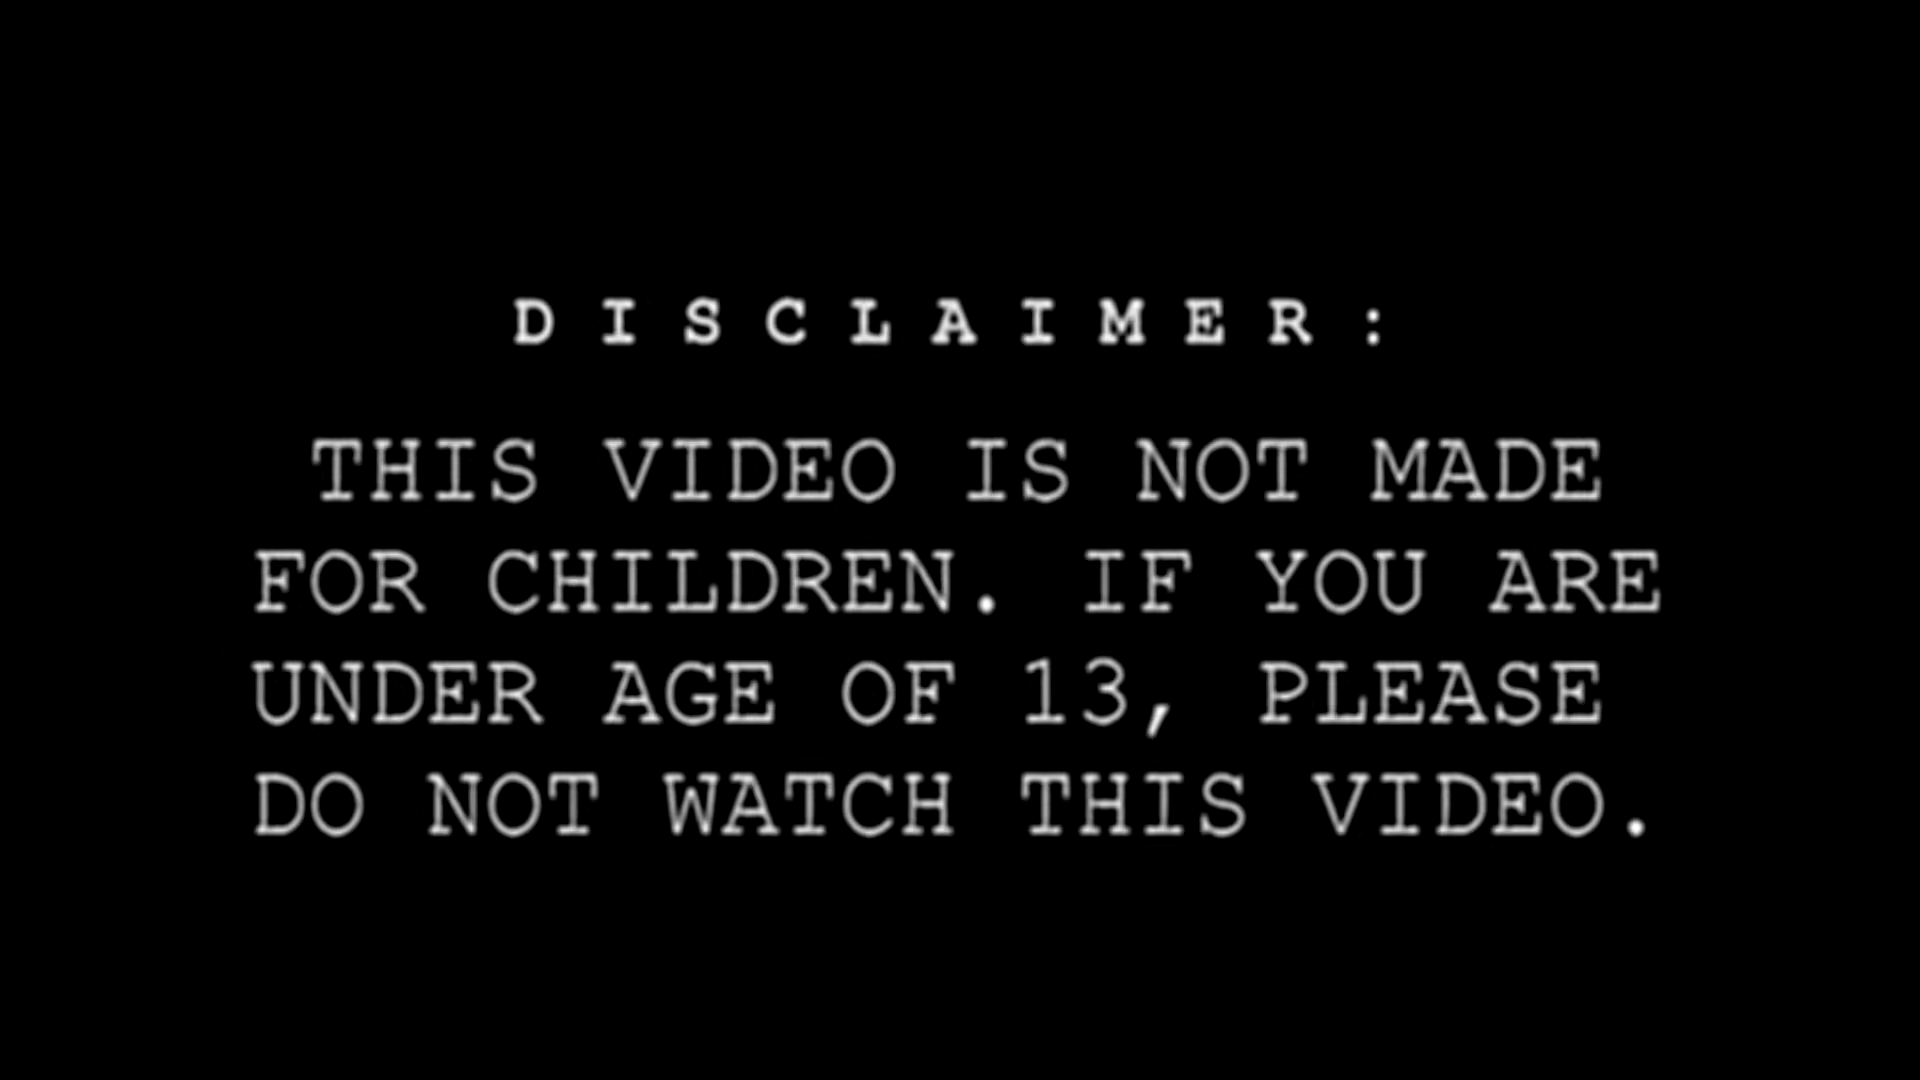 D I S C L A I M E R :
THIS VIDEO IS NOT MADE
FOR CHILDREN. IF YOU ARE
UNDER AGE OF 13, PLEASE
DO NOT WATCH THIS VIDEO.